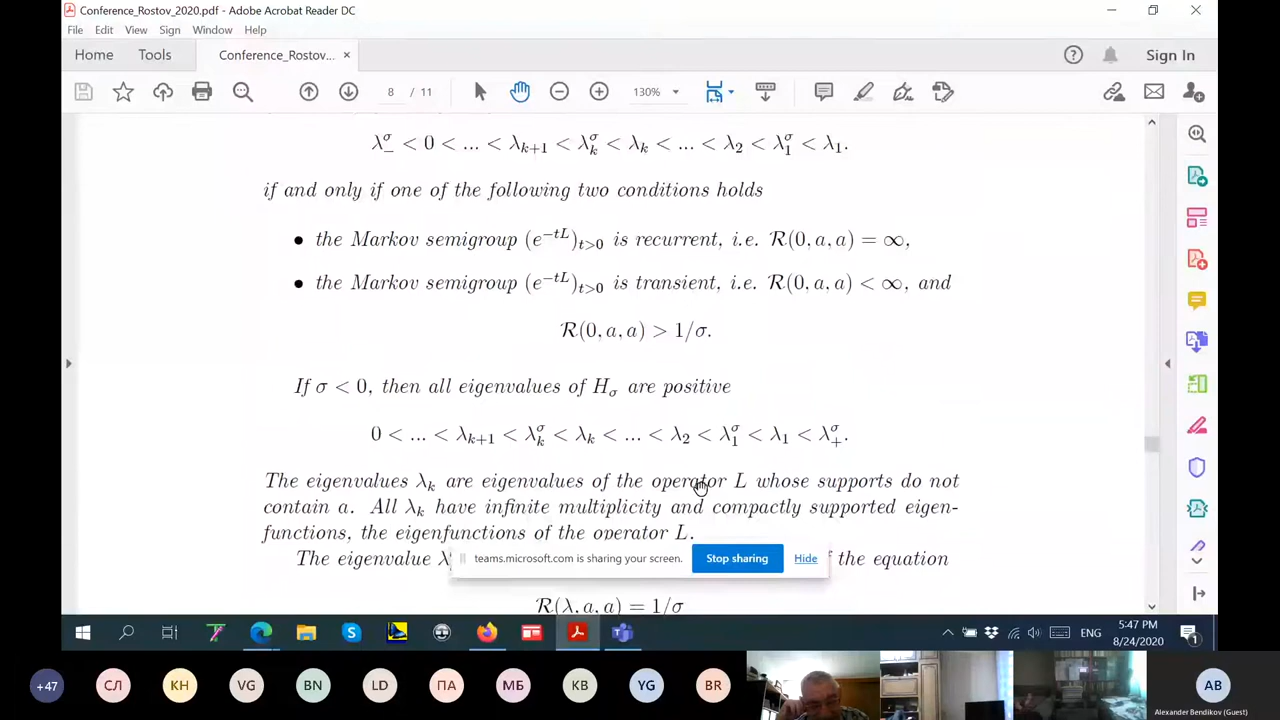 Conference_Rostov_2020.pdf - Adobe Acrobat Reader DC
File Edit View Sign Window Help
Home Tools Conference_Rostov... × Sign In
8 / 11 130%
λ₋^σ < 0 < ... < λ_{k+1} < λ_k^σ < λ_k < ... < λ_2 < λ_1^σ < λ_1.
if and only if one of the following two conditions holds
• the Markov semigroup (e^{-tL})_{t>0} is recurrent, i.e. R(0, a, a) = ∞,
• the Markov semigroup (e^{-tL})_{t>0} is transient, i.e. R(0, a, a) < ∞, and
R(0, a, a) > 1/σ.
If σ < 0, then all eigenvalues of H_σ are positive
0 < ... < λ_{k+1} < λ_k^σ < λ_k < ... < λ_2 < λ_1^σ < λ_1 < λ_+^σ.
The eigenvalues λ_k are eigenvalues of the operator L whose supports do not
contain a. All λ_k have infinite multiplicity and compactly supported eigen-
functions, the eigenfunctions of the operator L.
teams.microsoft.com is sharing your screen. Stop sharing Hide
The eigenvalue λ f the equation
R(λ, a, a) = 1/σ
ENG
5:47 PM
8/24/2020
1
+47 СЛ КН VG BN LD ПА МБ КВ YG BR AB
Alexander Bendikov (Guest)